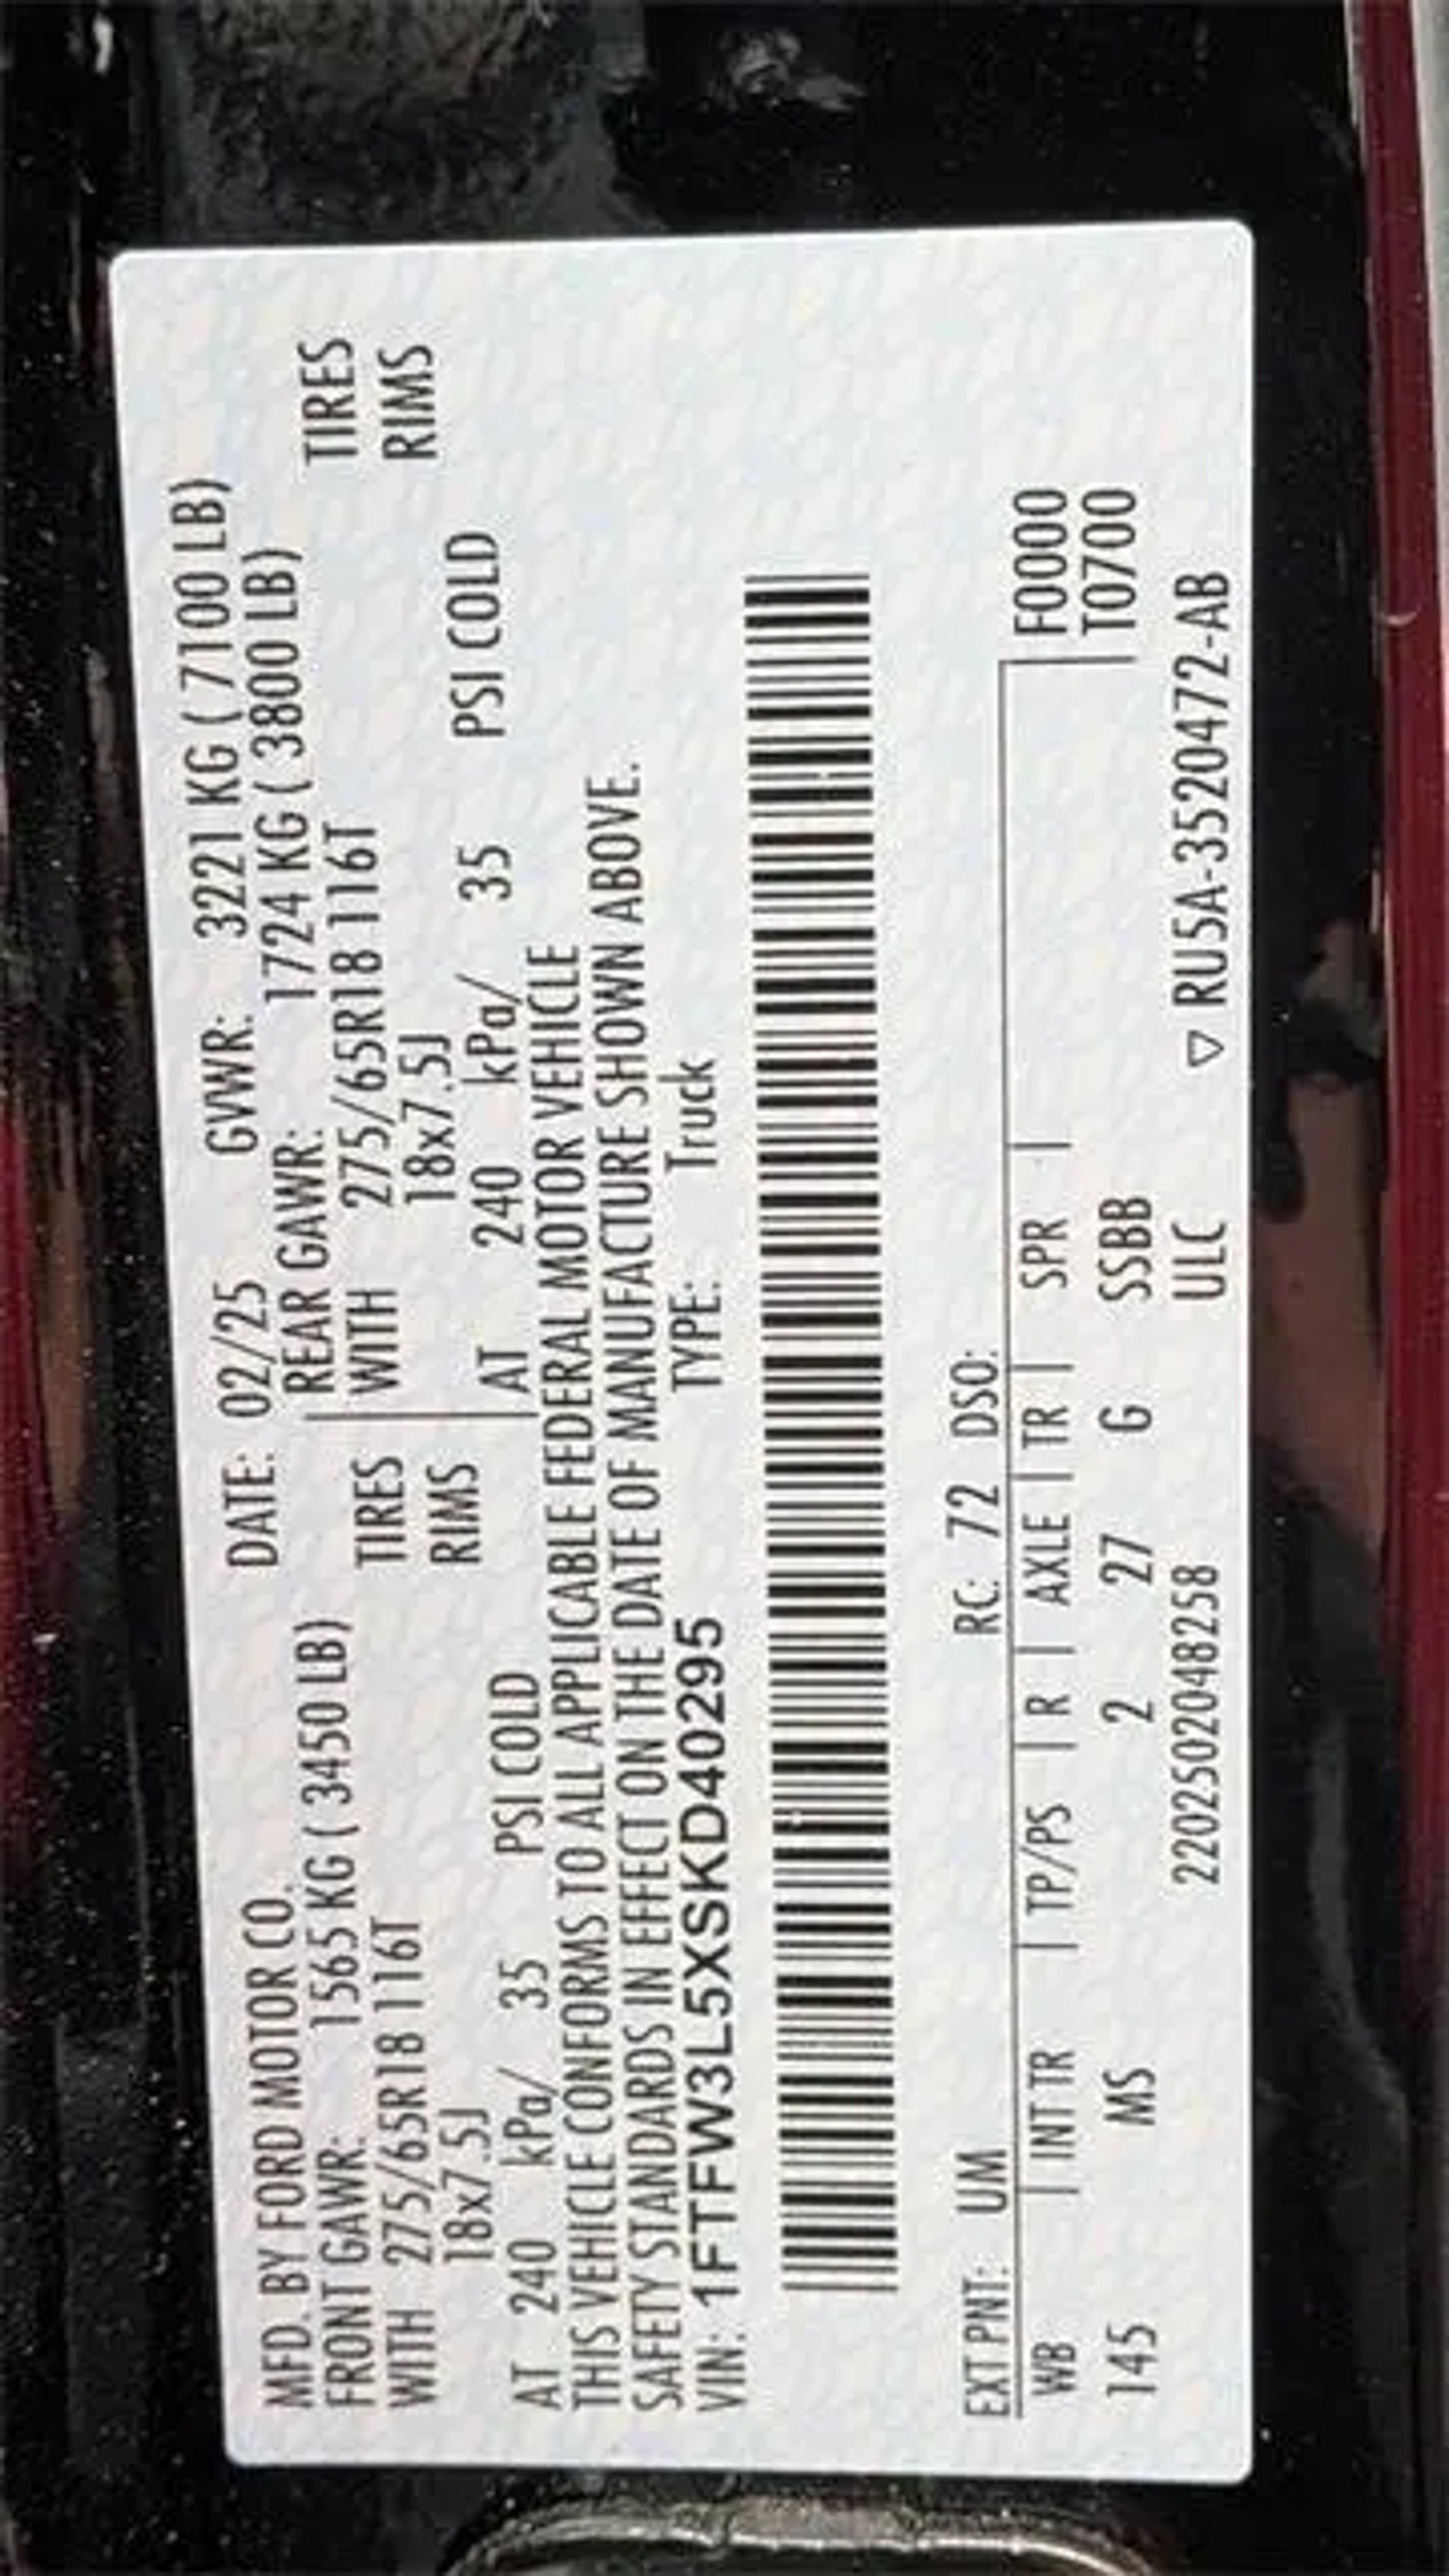 MFD. BY FORD MOTOR CO. DATE: 02/25 GVWR: 3221 KG ( 7100 LB)
FRONT GAWR: 1565 KG ( 3450 LB) REAR GAWR: 1724 KG ( 3800 LB)
WITH 275/65R18 116T TIRES WITH 275/65R18 116T TIRES
18x7.5J RIMS 18x7.5J RIMS
AT 240 kPa/ 35 PSI COLD AT 240 kPa/ 35 PSI COLD
THIS VEHICLE CONFORMS TO ALL APPLICABLE FEDERAL MOTOR VEHICLE
SAFETY STANDARDS IN EFFECT ON THE DATE OF MANUFACTURE SHOWN ABOVE.
VIN: 1FTFW3L5XSKD40295 TYPE: Truck
EXT PNT: UM RC: 72 DSO:
WB | INT TR | TP/PS | R | AXLE | TR | SPR | F0000
145 MS 2 27 G SSBB T0700
2202502048258 ULC ▽ RU5A-3520472-AB